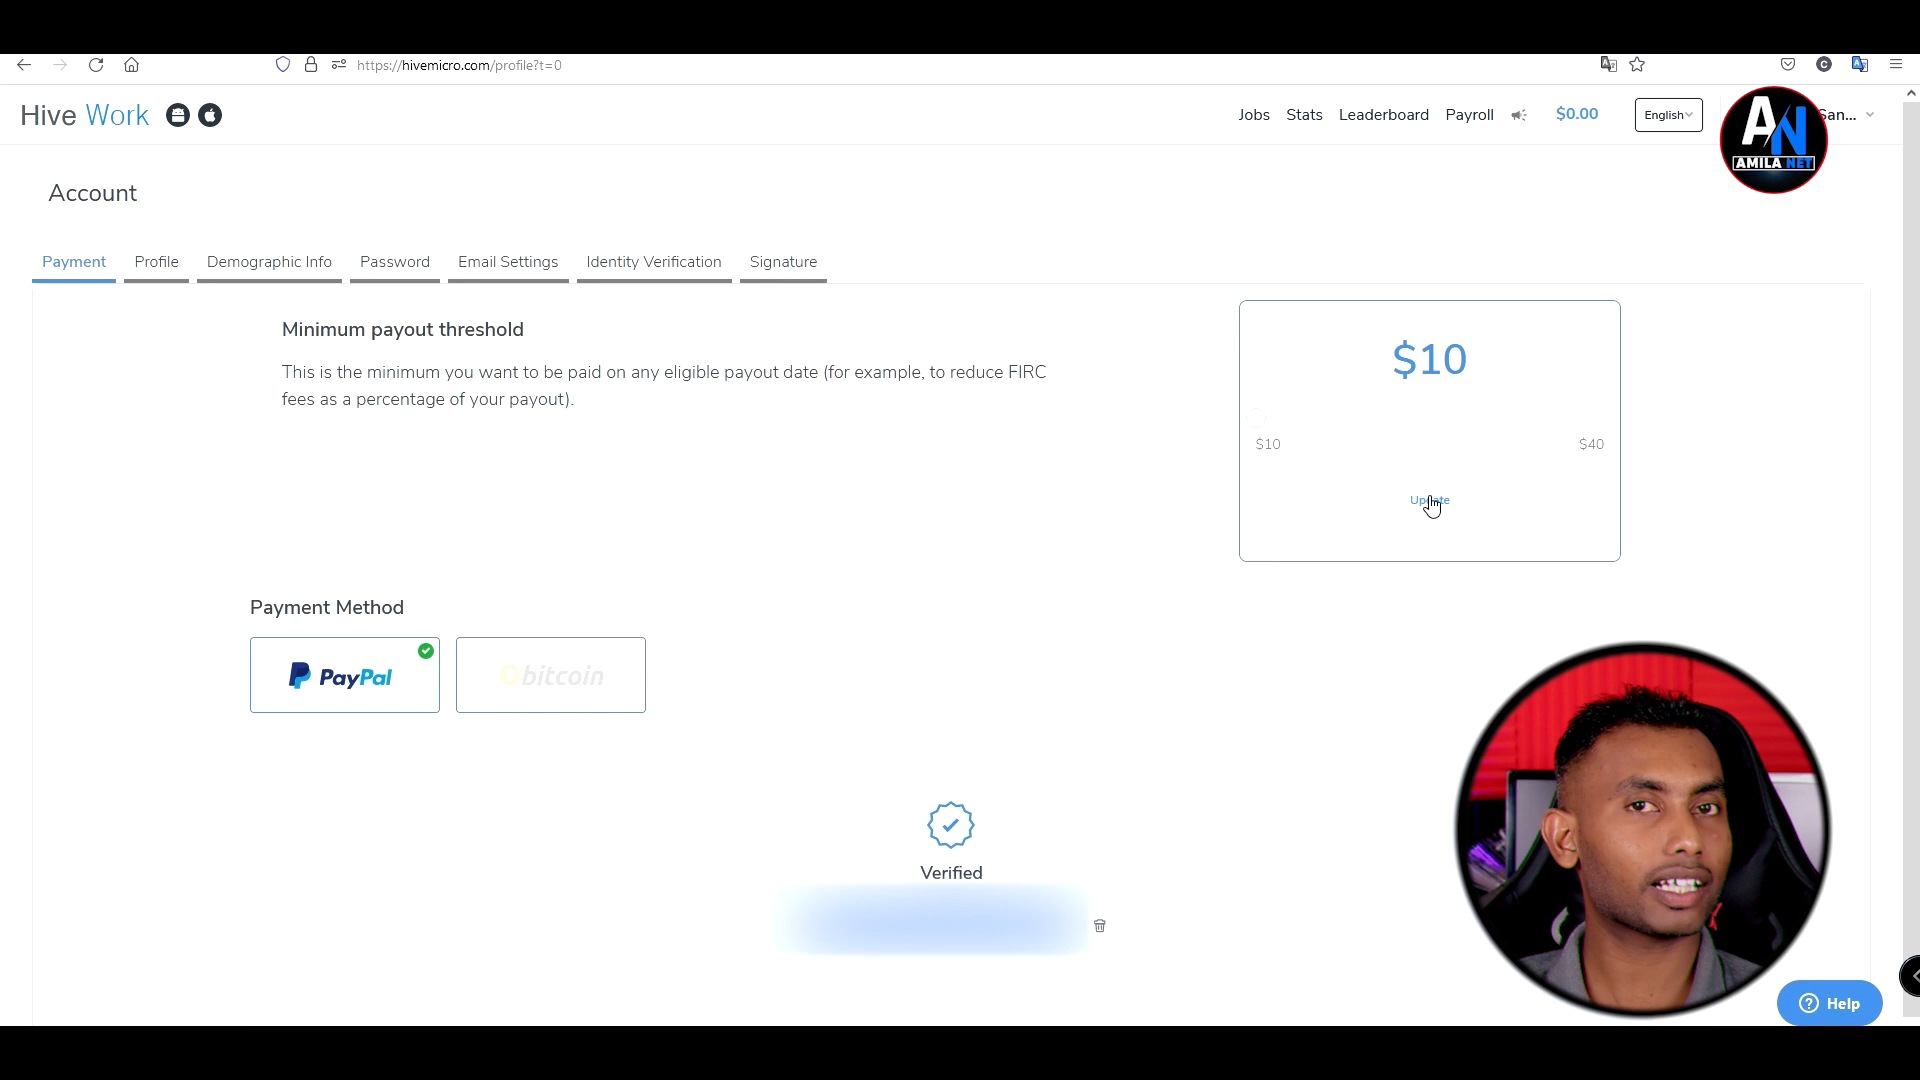 https://hivemicro.com/profile?t=0
Hive Work
Jobs Stats Leaderboard Payroll $0.00 English San...
AN
AMILA NET
Account
Payment Profile Demographic Info Password Email Settings Identity Verification Signature
Minimum payout threshold
This is the minimum you want to be paid on any eligible payout date (for example, to reduce FIRC
fees as a percentage of your payout).
$10
$10 $40
Update
Payment Method
PayPal bitcoin
Verified
Help